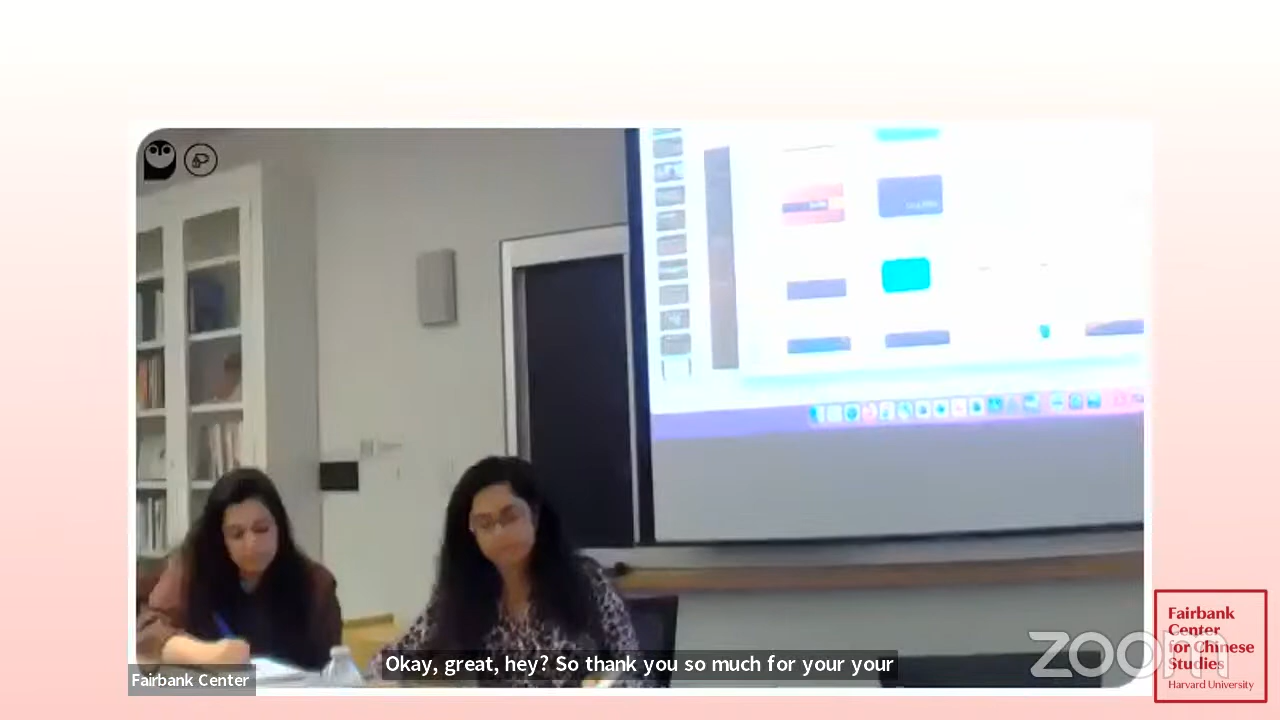 Okay, great, hey? So thank you so much for your your
Fairbank Center
zoom
Fairbank
Center
for Chinese
Studies
Harvard University